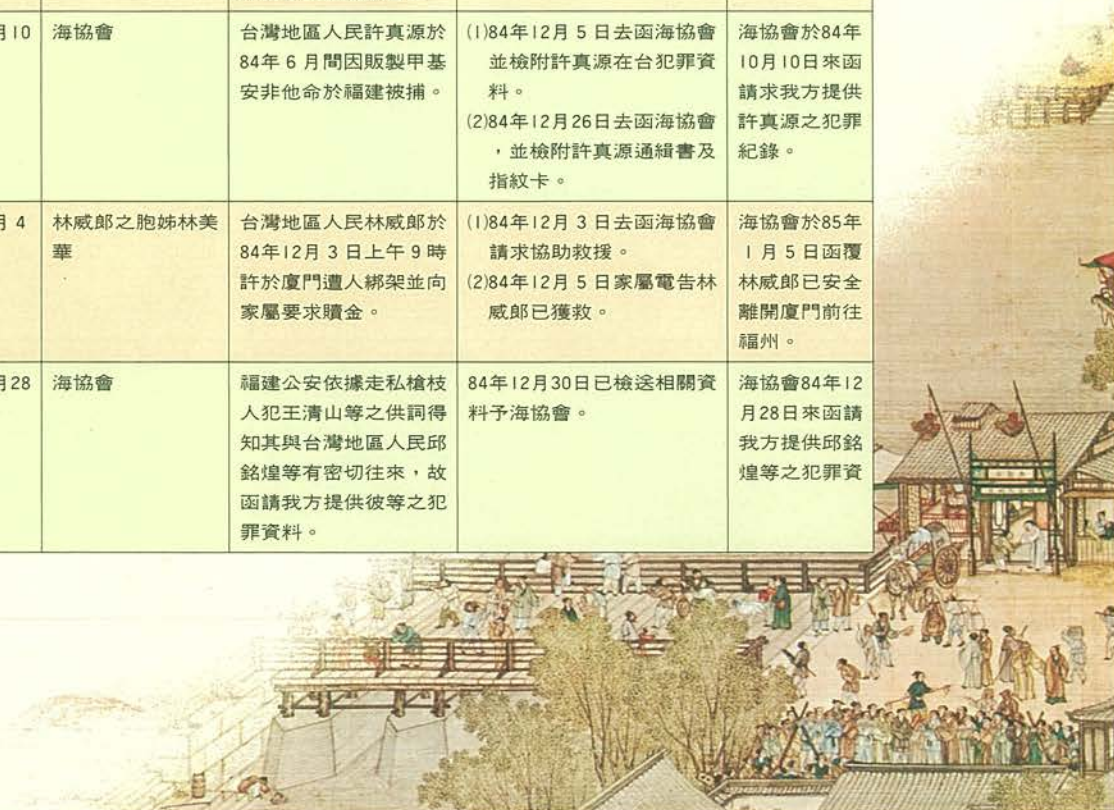 月10
海協會
台灣地區人民許真源於
84年6月間因販製甲基
安非他命於福建被捕。
(1)84年12月5日去函海協會
並檢附許真源在台犯罪資
料。
(2)84年12月26日去函海協會
，並檢附許真源通緝書及
指紋卡。
海協會於84年
10月10日來函
請求我方提供
許真源之犯罪
紀錄。
月4
林威郎之胞姊林美
華
台灣地區人民林威郎於
84年12月3日上午9時
許於廈門遭人綁架並向
家屬要求贖金。
(1)84年12月3日去函海協會
請求協助救援。
(2)84年12月5日家屬電告林
威郎已獲救。
海協會於85年
1月5日函覆
林威郎已安全
離開廈門前往
福州。
月28
海協會
福建公安依據走私槍枝
人犯王清山等之供詞得
知其與台灣地區人民邱
銘煌等有密切往來，故
函請我方提供彼等之犯
罪資料。
84年12月30日已檢送相關資
料予海協會。
海協會84年12
月28日來函請
我方提供邱銘
煌等之犯罪資